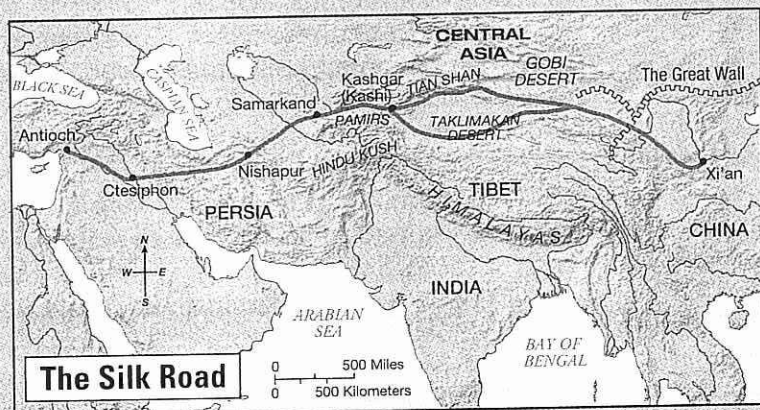 CENTRAL
ASIA
GOBI
DESERT
The Great Wall
BLACK SEA
CASPIAN SEA
Kashgar
(Kashi)
TIAN SHAN
Samarkand
PAMIRS
TAKLIMAKAN
DESERT
Antioch
Ctesiphon
Nishapur
HINDU KUSH
Xi'an
TIBET
PERSIA
HIMALAYAS
CHINA
N
W
E
S
INDIA
ARABIAN
SEA
BAY OF
BENGAL
The Silk Road
0 500 Miles
0 500 Kilometers